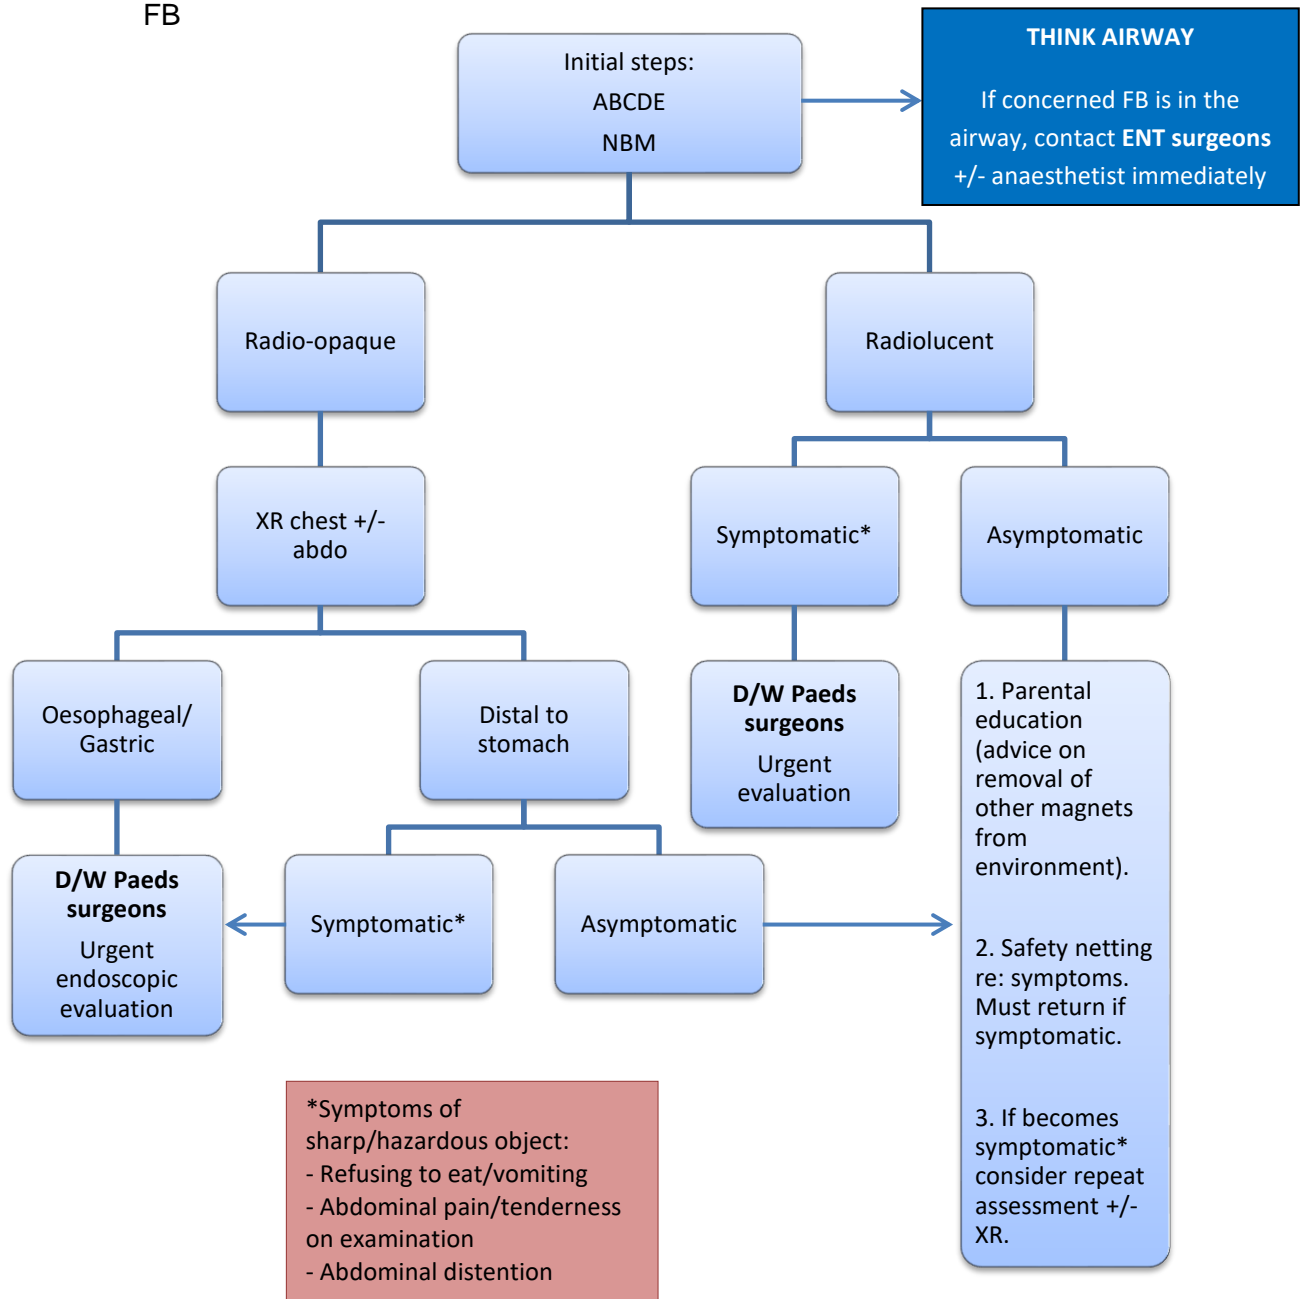 FB
Initial steps:
ABCDE
NBM
THINK AIRWAY
If concerned FB is in the
airway, contact ENT surgeons
+/- anaesthetist immediately
Radio-opaque
Radiolucent
XR chest +/-
abdo
Symptomatic*
Asymptomatic
Oesophageal/
Gastric
Distal to
stomach
D/W Paeds
surgeons
Urgent
evaluation
1. Parental
education
(advice on
removal of
other magnets
from
environment).
2. Safety netting
re: symptoms.
Must return if
symptomatic.
3. If becomes
symptomatic*
consider repeat
assessment +/-
XR.
D/W Paeds
surgeons
Urgent
endoscopic
evaluation
Symptomatic*
Asymptomatic
*Symptoms of
sharp/hazardous object:
- Refusing to eat/vomiting
- Abdominal pain/tenderness
on examination
- Abdominal distention